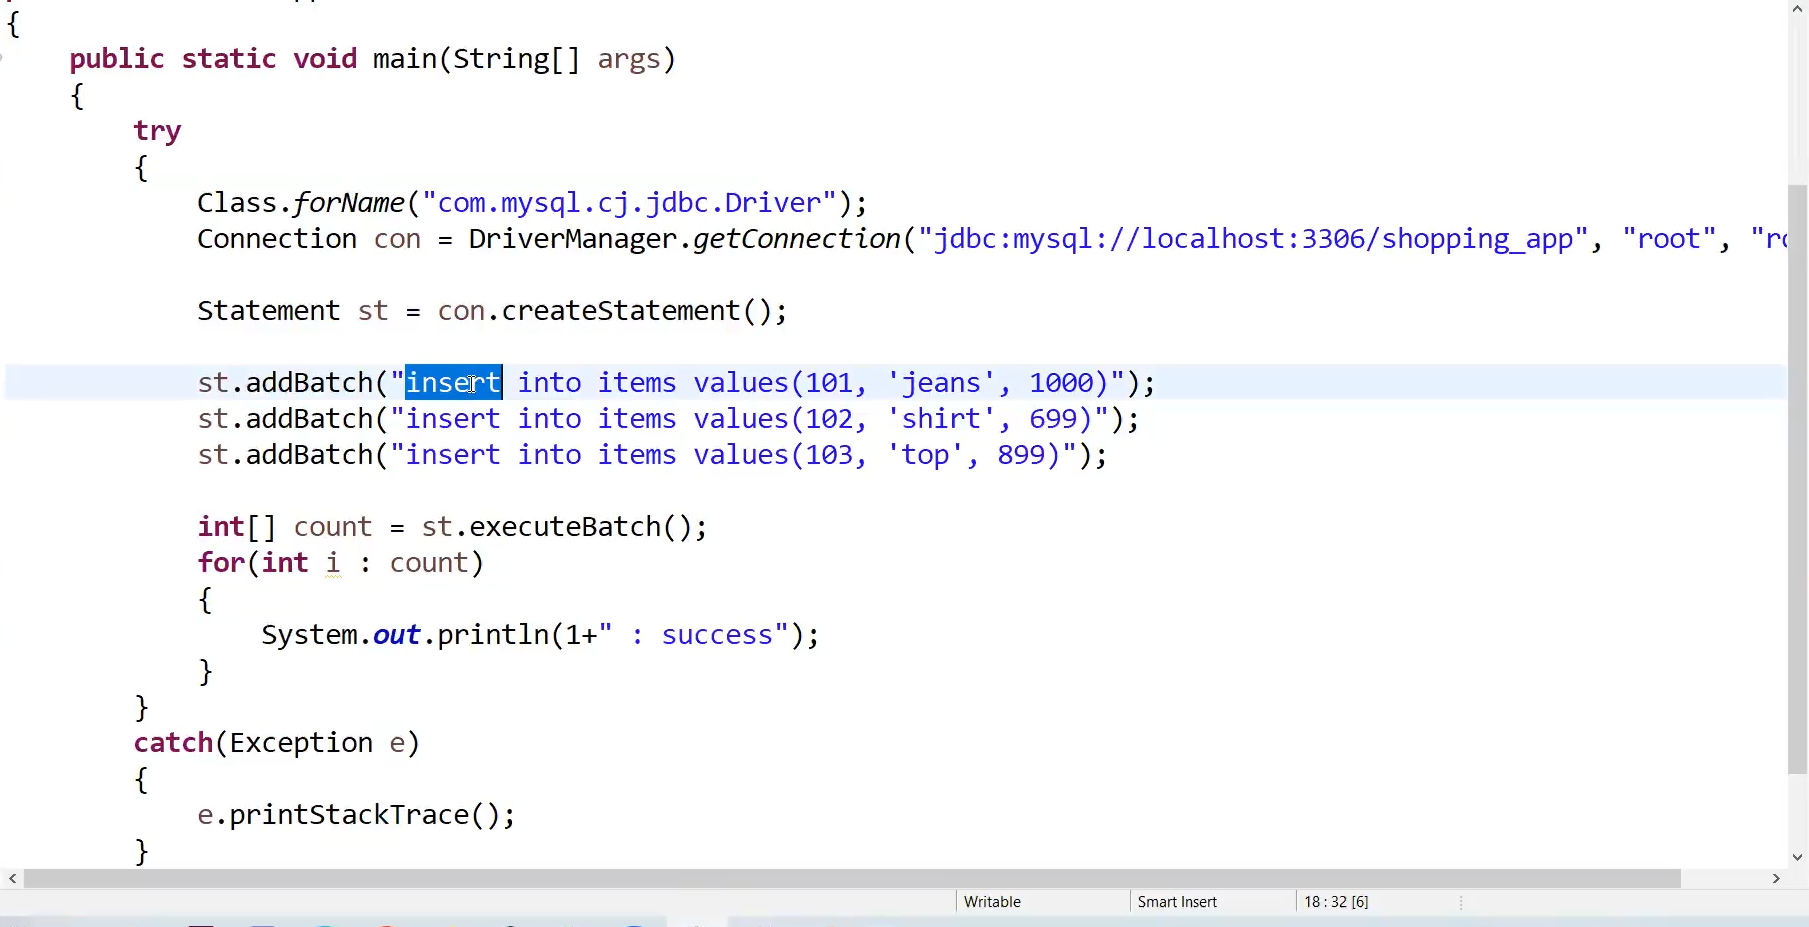 {
public static void main(String[] args)
{
try
{
Class.forName("com.mysql.cj.jdbc.Driver");
Connection con = DriverManager.getConnection("jdbc:mysql://localhost:3306/shopping_app", "root", "ro
Statement st = con.createStatement();
st.addBatch("insert into items values(101, 'jeans', 1000)");
st.addBatch("insert into items values(102, 'shirt', 699)");
st.addBatch("insert into items values(103, 'top', 899)");
int[] count = st.executeBatch();
for(int i : count)
{
System.out.println(1+" : success");
}
}
catch(Exception e)
{
e.printStackTrace();
}
Writable
Smart Insert
18 : 32 [6]